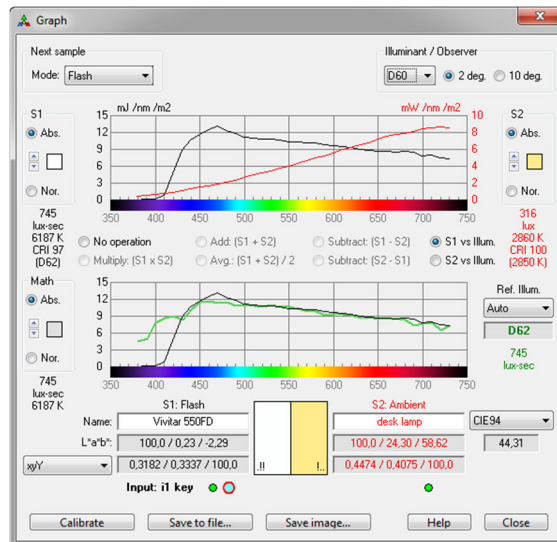 Graph
Next sample
Mode: Flash
Illuminant / Observer
D60 2 deg. 10 deg.
S1
Abs.
Nor.
745
lux-sec
6187 K
CRI 97
(D62)
mJ /nm /m2
mW /nm /m2
15
12
9
6
3
0
10
8
6
4
2
0
350 400 450 500 550 600 650 700 750
S2
Abs.
Nor.
316
lux
2860 K
CRI 100
(2850 K)
No operation Add: (S1 + S2) Subtract: (S1 - S2) S1 vs Illum.
Multiply: (S1 x S2) Avg.: (S1 + S2) / 2 Subtract: (S2 - S1) S2 vs Illum.
Math
Abs.
Nor.
745
lux-sec
6187 K
15
12
9
6
3
0
350 400 450 500 550 600 650 700 750
Ref. Illum.
Auto
D62
745
lux-sec
S1: Flash S2: Ambient
Name: Vivitar 550FD desk lamp CIE94
L*a*b*: 100,0 / 0,23 / -2,29 100,0 / 24,30 / 58,62 44,31
xyY 0,3182 / 0,3337 / 100,0 .!! !.. 0,4474 / 0,4075 / 100,0
Input: i1 key
Calibrate Save to file... Save image... Help Close